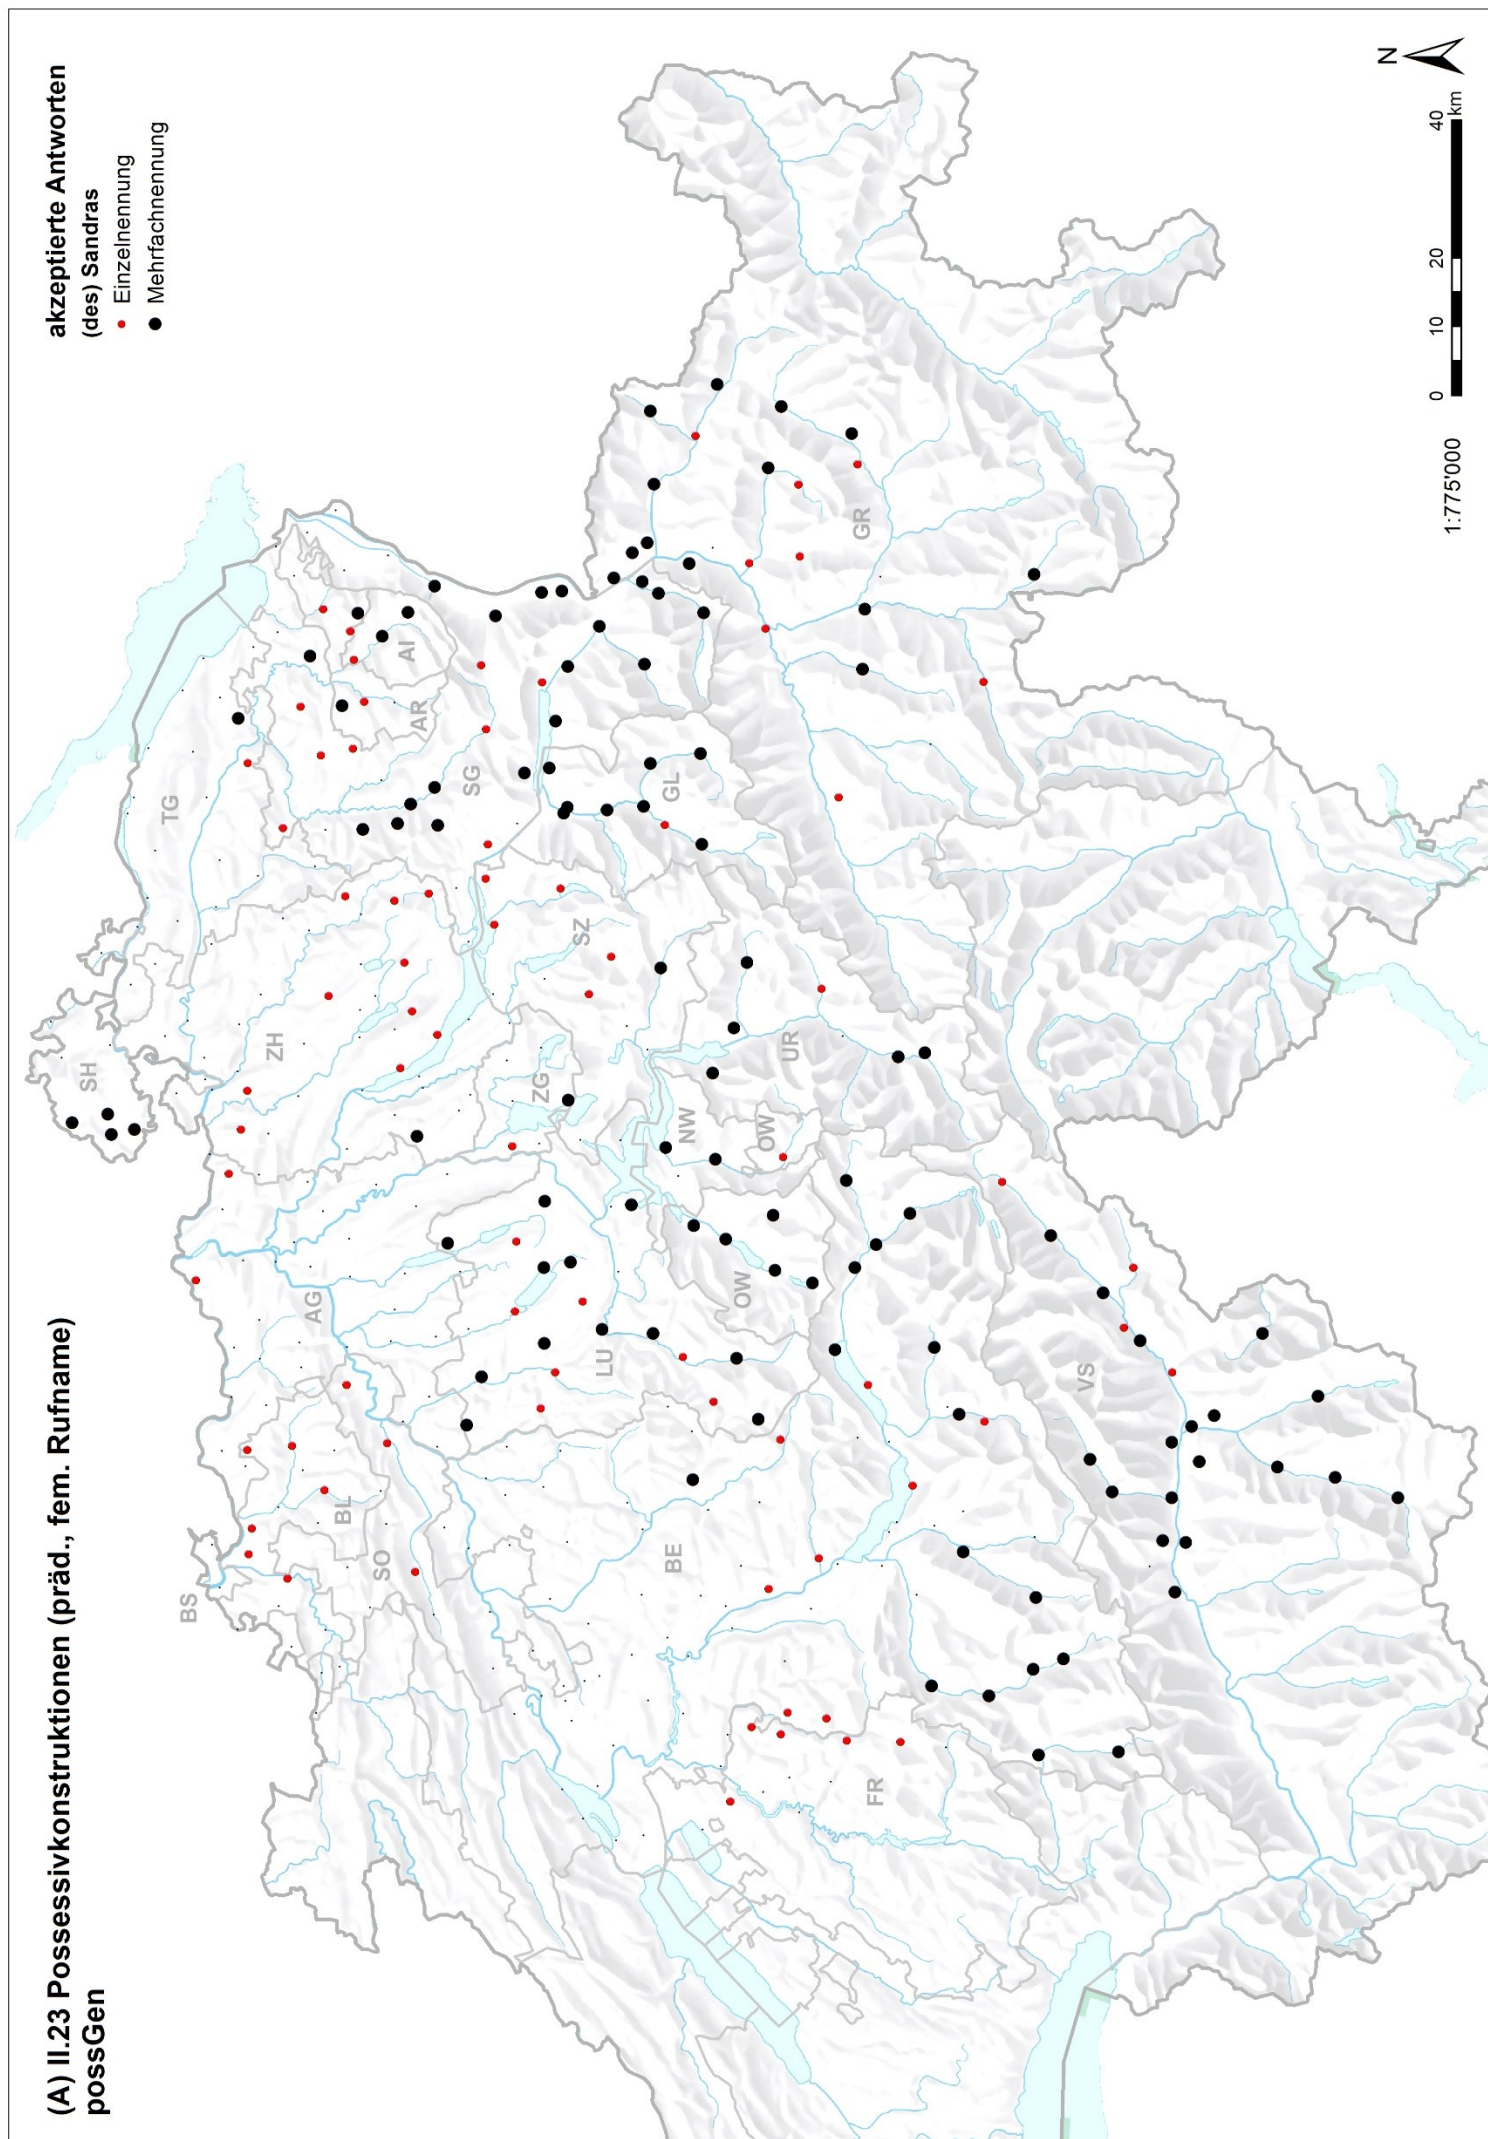 (A) II.23 Possessivkonstruktionen (präd., fem. Rufname)
possGen
akzeptierte Antworten
(des) Sandras
Einzelnennung
Mehrfachnennung
SH
TG
BS
ZH
AG
BL
SO
AI
AR
SG
ZG
SZ
LU
GL
NW
OW
OW
UR
BE
GR
FR
VS
N
0 10 20 40
km
1:775'000